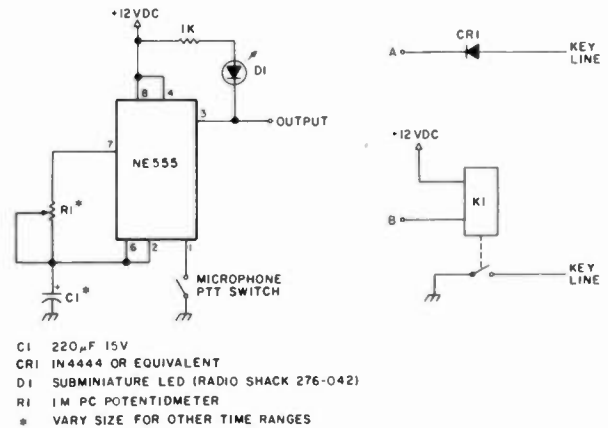 +12VDC
1K
D1
8 4
3
OUTPUT
7
NE555
R1*
6 2 1
MICROPHONE
PTT SWITCH
+
C1*
CR1
A
KEY
LINE
+12VDC
K1
B
KEY
LINE
C1 220µF 15V
CR1 IN4444 OR EQUIVALENT
D1 SUBMINIATURE LED (RADIO SHACK 276-042)
R1 1M PC POTENTIDMETER
* VARY SIZE FOR OTHER TIME RANGES